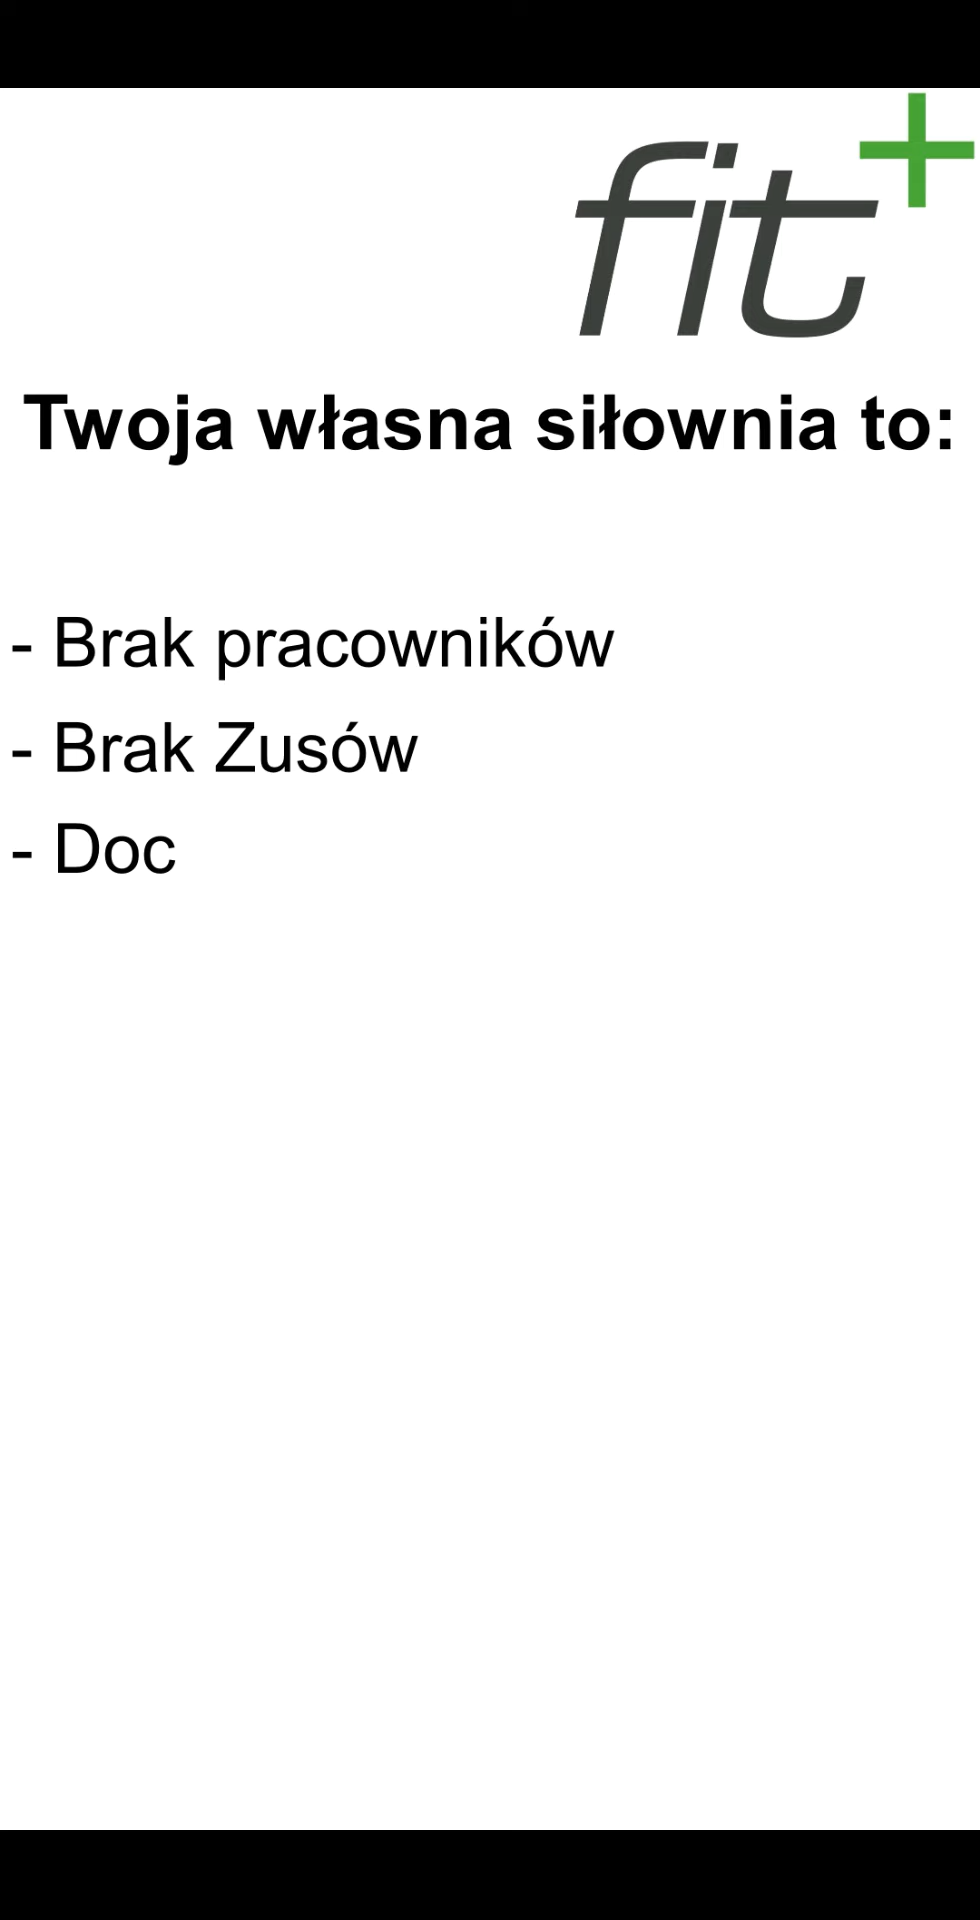 fit+
Twoja własna siłownia to:
- Brak pracowników
- Brak Zusów
- Doc